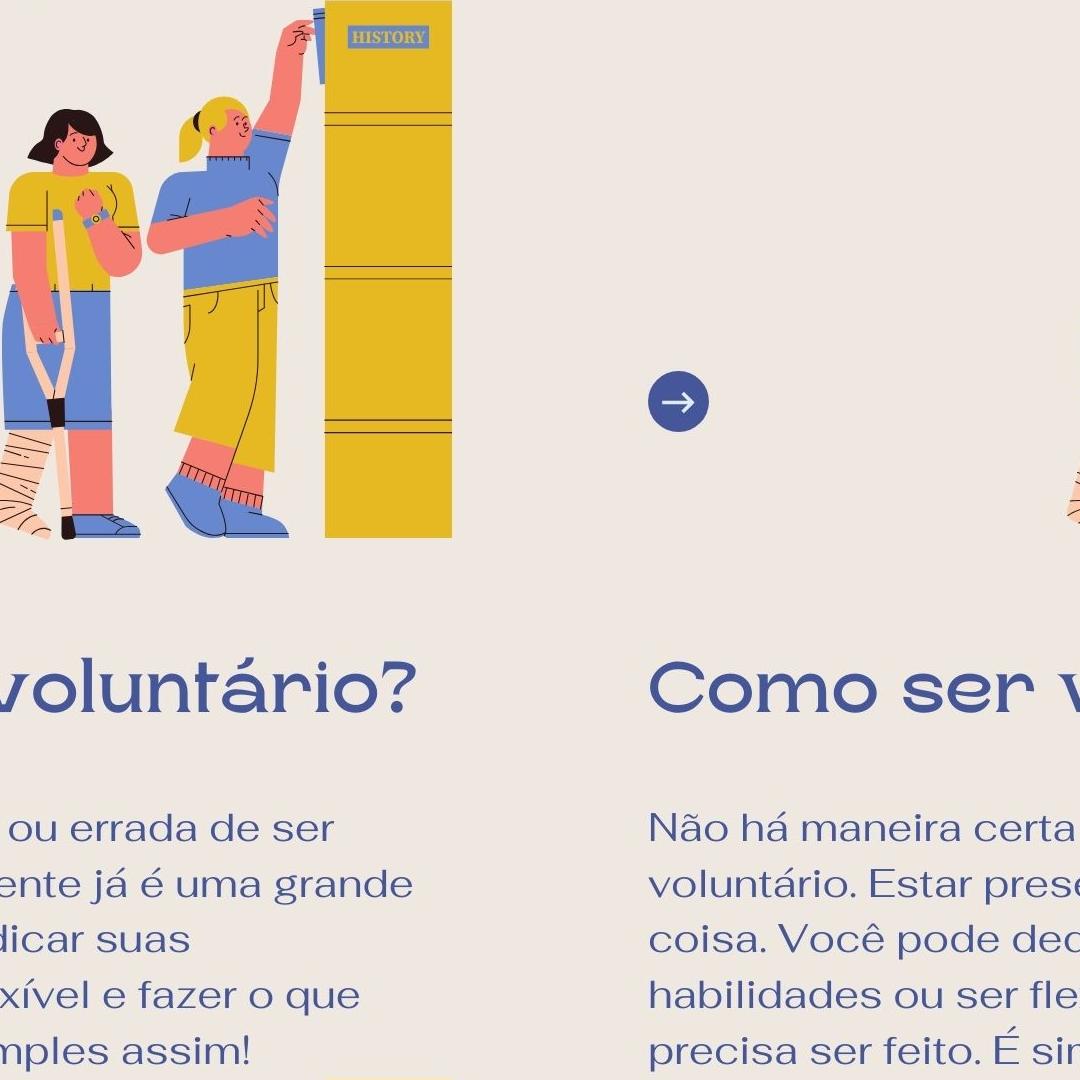 HISTORY
voluntário?
ou errada de ser
ente já é uma grande
dicar suas
xível e fazer o que
mples assim!
Como ser v
Não há maneira certa
voluntário. Estar prese
coisa. Você pode ded
habilidades ou ser fle
precisa ser feito. É sim